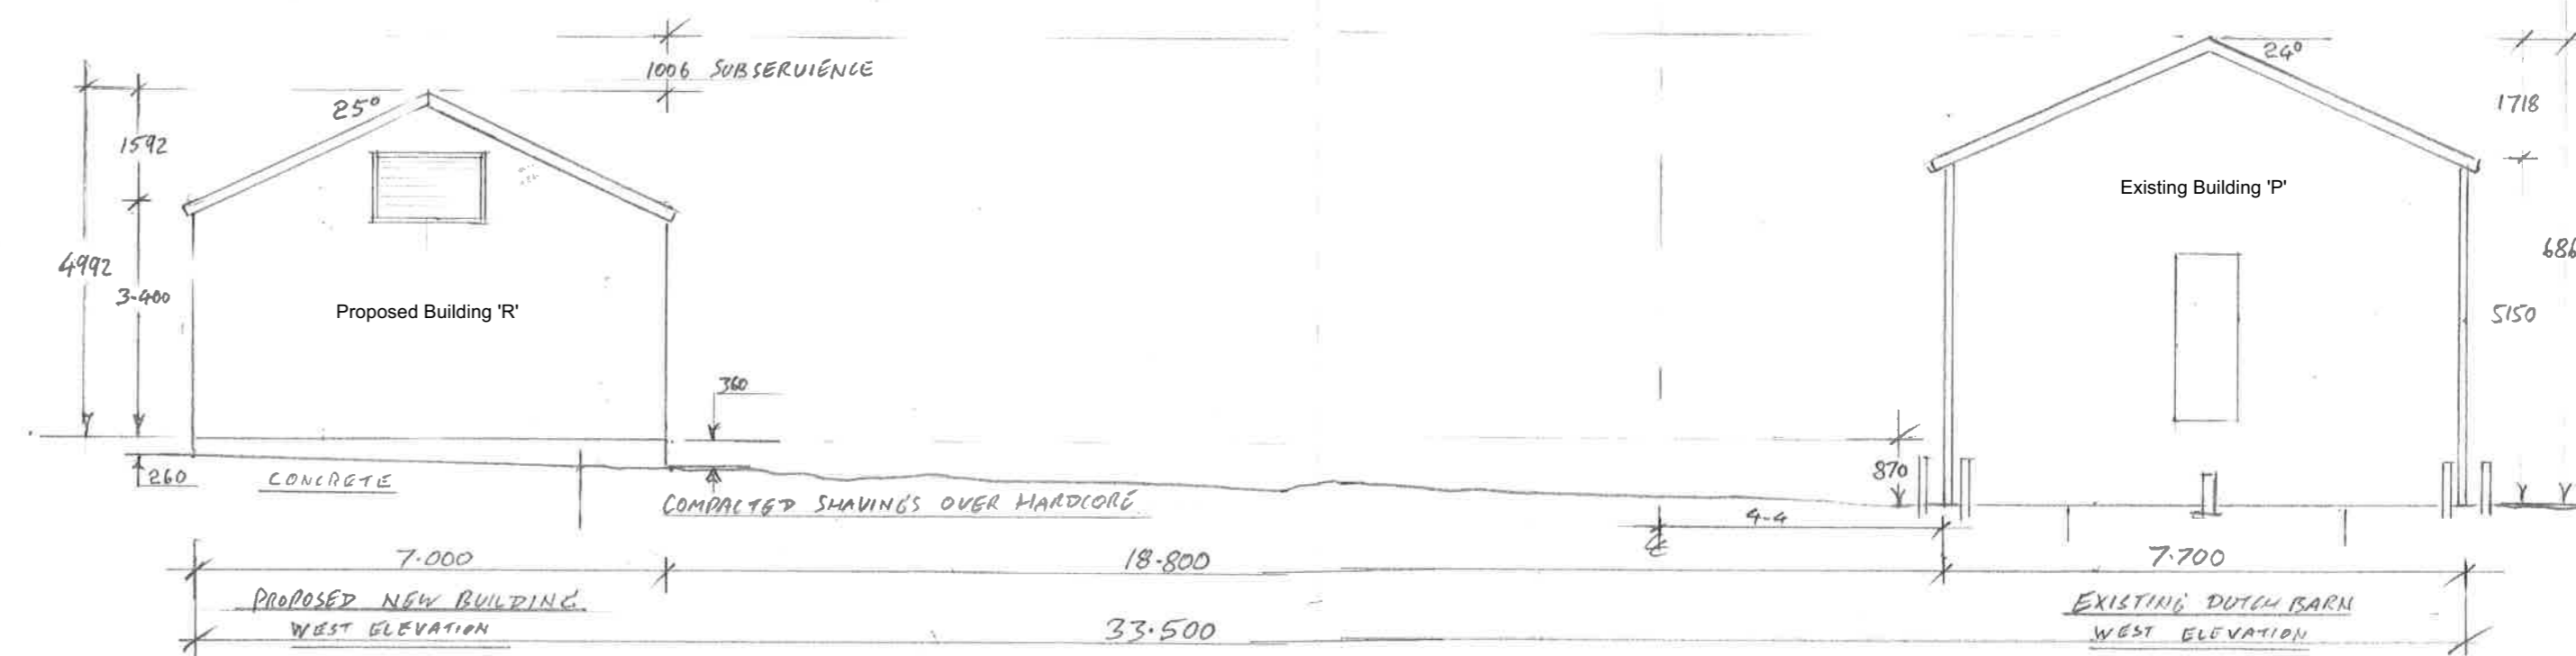 1006 SUBSERVIENCE
25°
24°
1592
1718
4992
3-400
Proposed Building 'R'
Existing Building 'P'
686
5150
360
870
260
CONCRETE
COMPACTED SHAVINGS OVER HARDCORE
4-4
7.000
18-800
7.700
PROPOSED NEW BUILDING
WEST ELEVATION
33.500
EXISTING DUTCH BARN
WEST ELEVATION